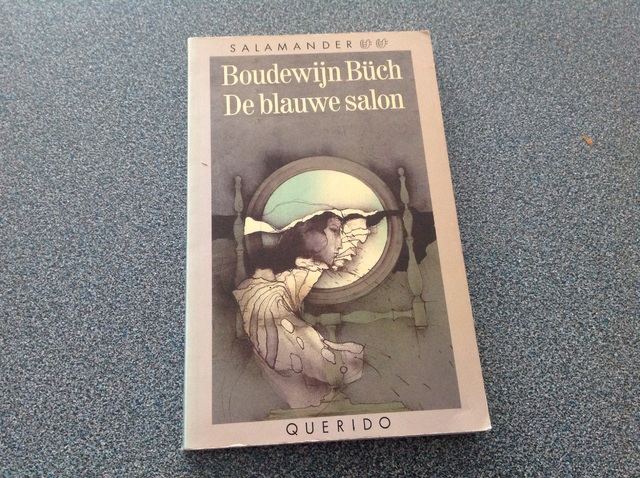 SALAMANDER
Boudewijn Büch
De blauwe salon
QUERIDO